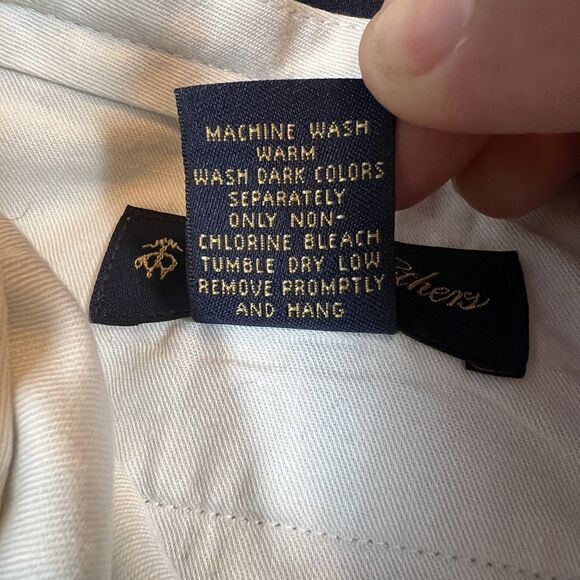 MACHINE WASH
WARM
WASH DARK COLORS
SEPARATELY
ONLY NON-
CHLORINE BLEACH
TUMBLE DRY LOW
REMOVE PROMPTLY
AND HANG